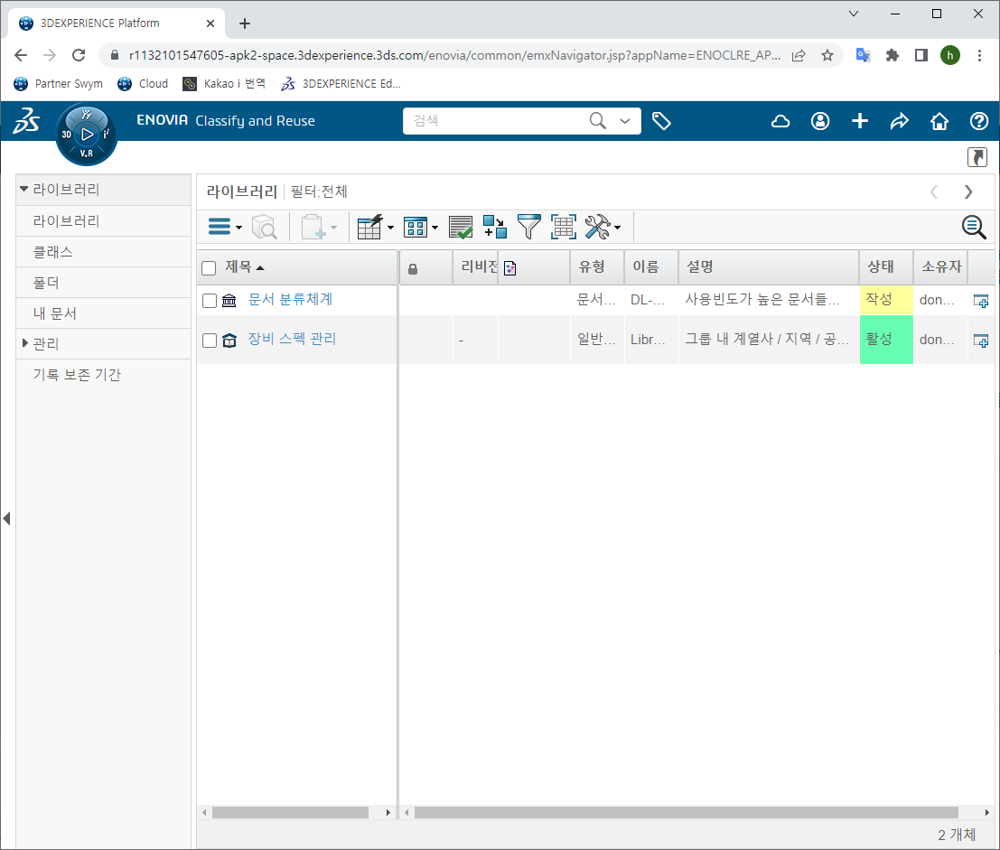 3DEXPERIENCE Platform
r1132101547605-apk2-space.3dexperience.3ds.com/enovia/common/emxNavigator.jsp?appName=ENOCLRE_AP...
h
Partner Swym Cloud Kakao i 번역 3DEXPERIENCE Ed...
3D V.R
ENOVIA Classify and Reuse
검색
라이브러리
라이브러리
클래스
폴더
내 문서
관리
기록 보존 기간
라이브러리 필터:전체
제목 리비전 유형 이름 설명 상태 소유자
문서 분류체계 문서... DL-... 사용빈도가 높은 문서들... 작성 don...
장비 스펙 관리 - 일반... Libr... 그룹 내 계열사 / 지역 / 공... 활성 don...
2 개체